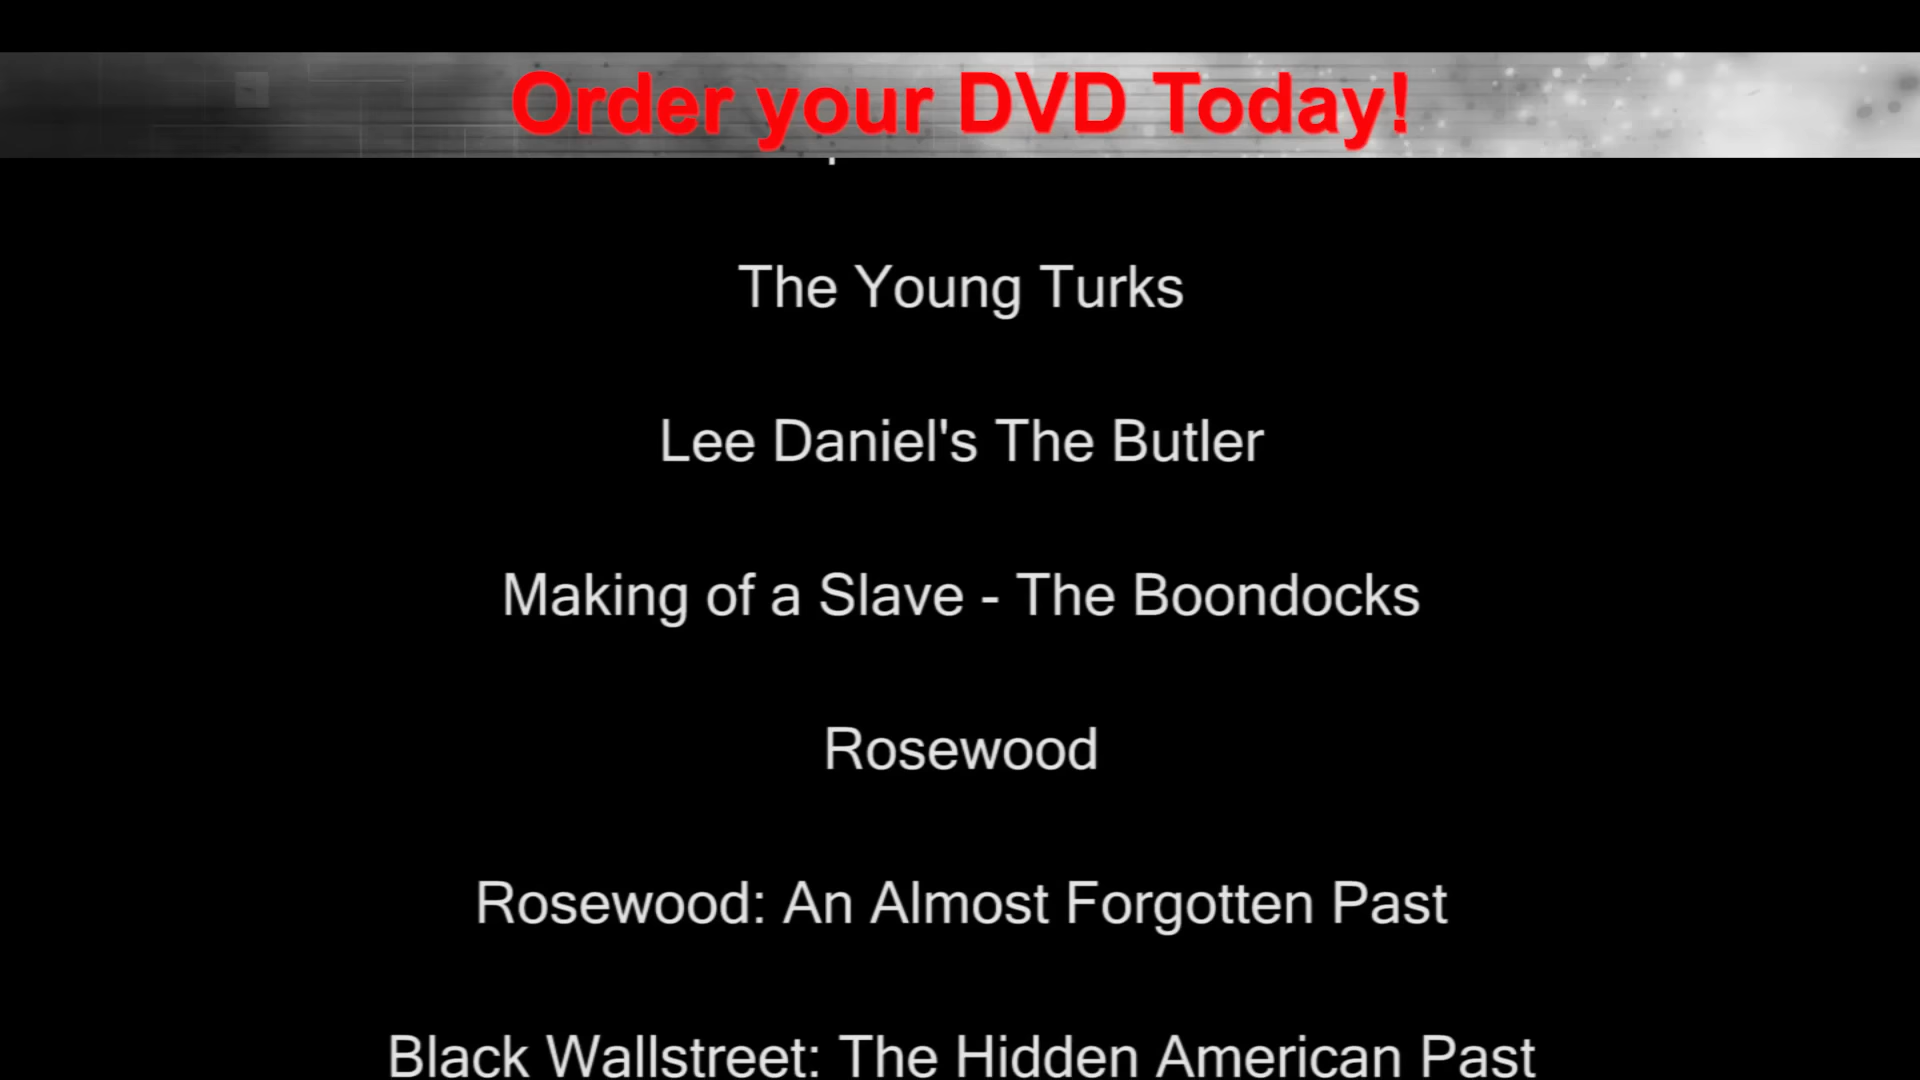 Order your DVD Today!
The Young Turks
Lee Daniel's The Butler
Making of a Slave - The Boondocks
Rosewood
Rosewood: An Almost Forgotten Past
Black Wallstreet: The Hidden American Past